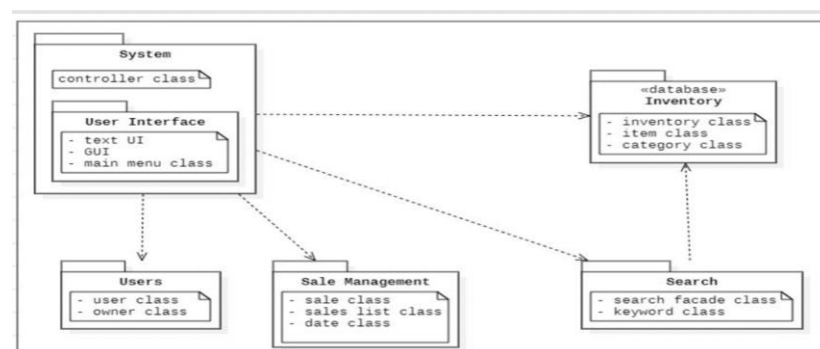 System
controller class
User Interface
- text UI
- GUI
- main menu class
«database»
Inventory
- inventory class
- item class
- category class
Users
- user class
- owner class
Sale Management
- sale class
- sales list class
- date class
Search
- search facade class
- keyword class